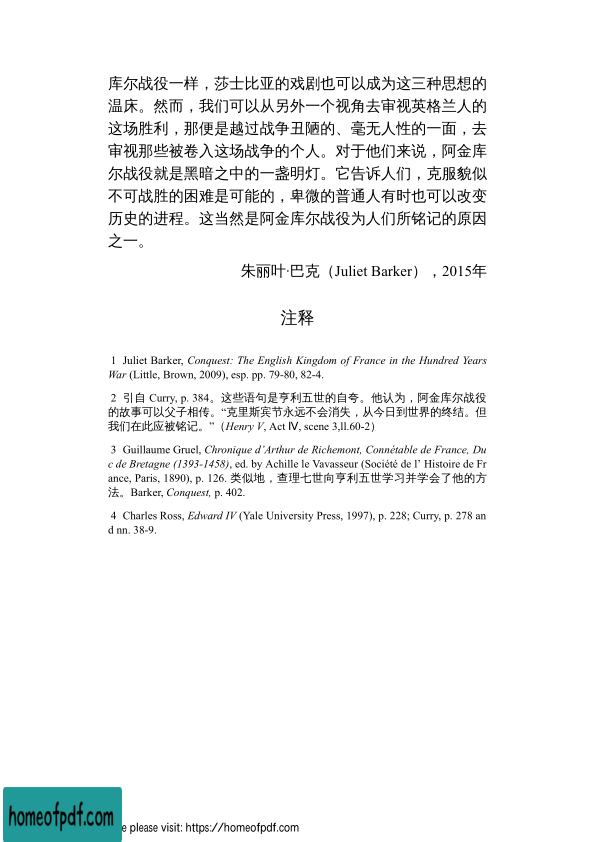 库尔战役一样，莎士比亚的戏剧也可以成为这三种思想的
温床。然而，我们可以从另外一个视角去审视英格兰人的
这场胜利，那便是越过战争丑陋的、毫无人性的一面，去
审视那些被卷入这场战争的个人。对于他们来说，阿金库
尔战役就是黑暗之中的一盏明灯。它告诉人们，克服貌似
不可战胜的困难是可能的，卑微的普通人有时也可以改变
历史的进程。这当然是阿金库尔战役为人们所铭记的原因
之一。
朱丽叶·巴克（Juliet Barker），2015年
注释
1 Juliet Barker, Conquest: The English Kingdom of France in the Hundred Years
War (Little, Brown, 2009), esp. pp. 79-80, 82-4.
2 引自 Curry, p. 384。这些语句是亨利五世的自夸。他认为，阿金库尔战役
的故事可以父子相传。“克里斯宾节永远不会消失，从今日到世界的终结。但
我们在此应被铭记。”（Henry V, Act Ⅳ, scene 3,ll.60-2）
3 Guillaume Gruel, Chronique d’Arthur de Richemont, Connétable de France, Du
c de Bretagne (1393-1458), ed. by Achille le Vavasseur (Société de l’ Histoire de Fr
ance, Paris, 1890), p. 126. 类似地，查理七世向亨利五世学习并学会了他的方
法。Barker, Conquest, p. 402.
4 Charles Ross, Edward IV (Yale University Press, 1997), p. 228; Curry, p. 278 an
d nn. 38-9.
homeofpdf.com
please visit: https://homeofpdf.com